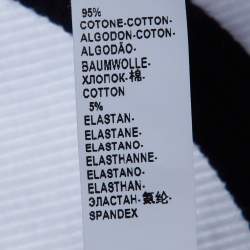 95%
COTONE-COTTON-
ALGODON-COTON-
ALGODÃO-
BAUMWOLLE-
ХЛОПОК-棉-
COTTON
5%
ELASTAN-
ELASTANE-
ELASTANO-
ELASTHANNE-
ELASTANO-
ELASTHAN-
ЭЛАСТАН-氨纶-
SPANDEX